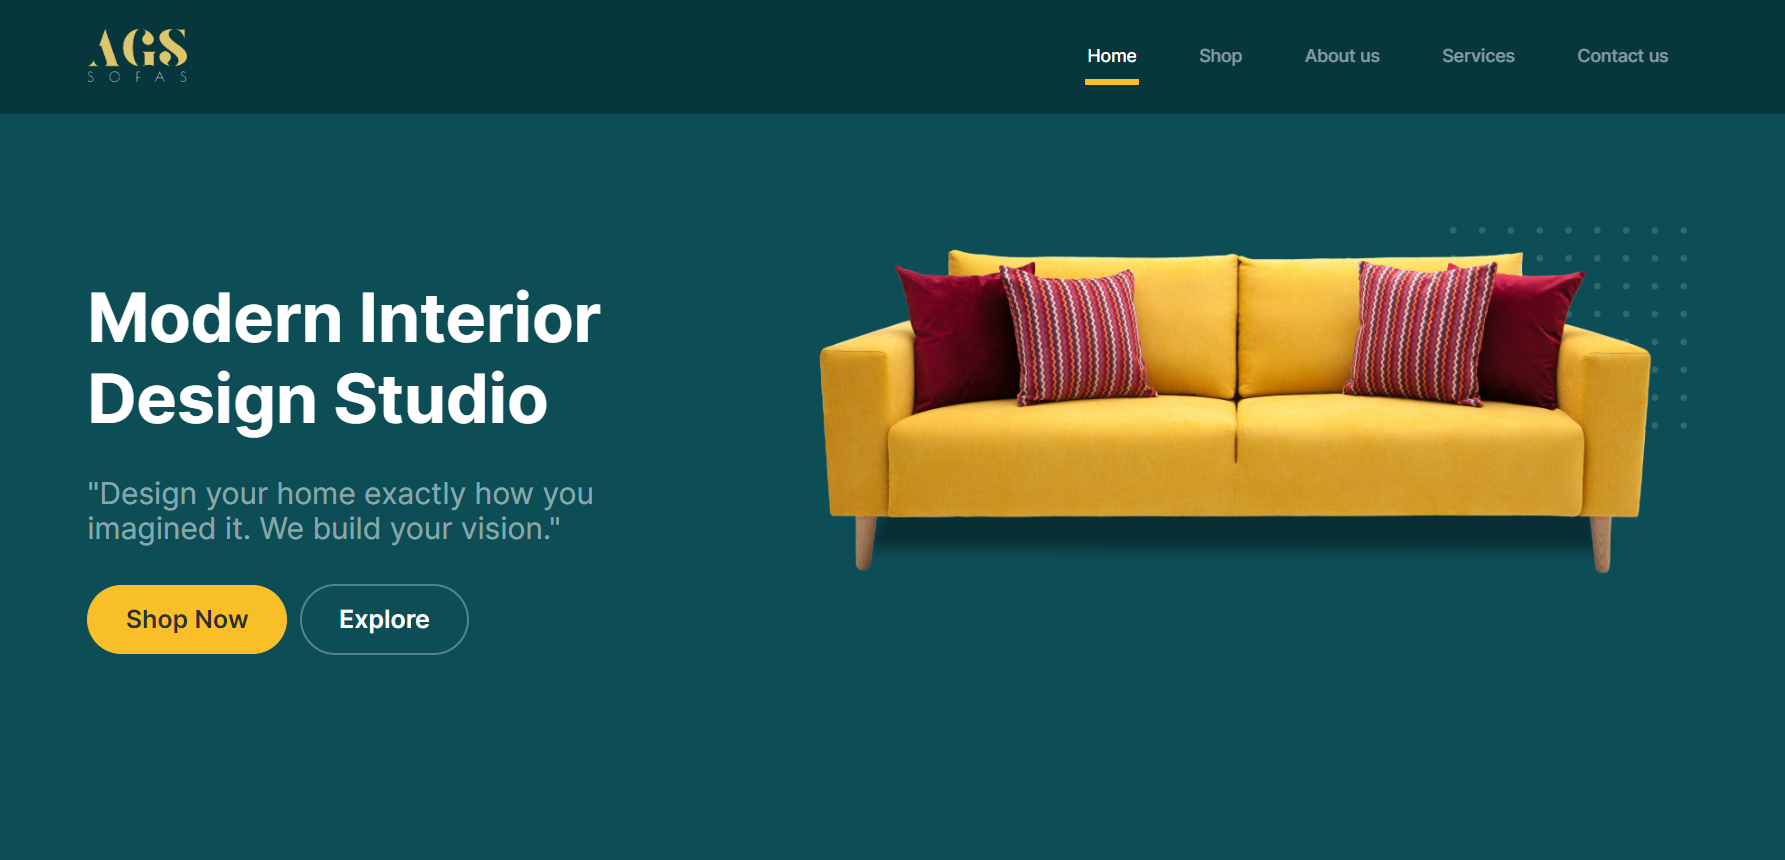 AGS
SOFAS
Home Shop About us Services Contact us
Modern Interior
Design Studio
"Design your home exactly how you
imagined it. We build your vision."
Shop Now Explore